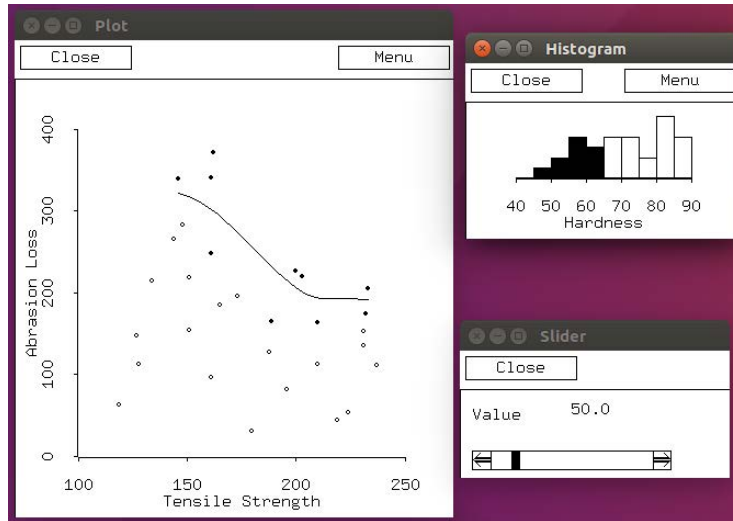 Plot
Close
Menu
400
300
200
100
0
Abrasion Loss
100 150 200 250
Tensile Strength
Histogram
Close
Menu
40 50 60 70 80 90
Hardness
Slider
Close
Value 50.0